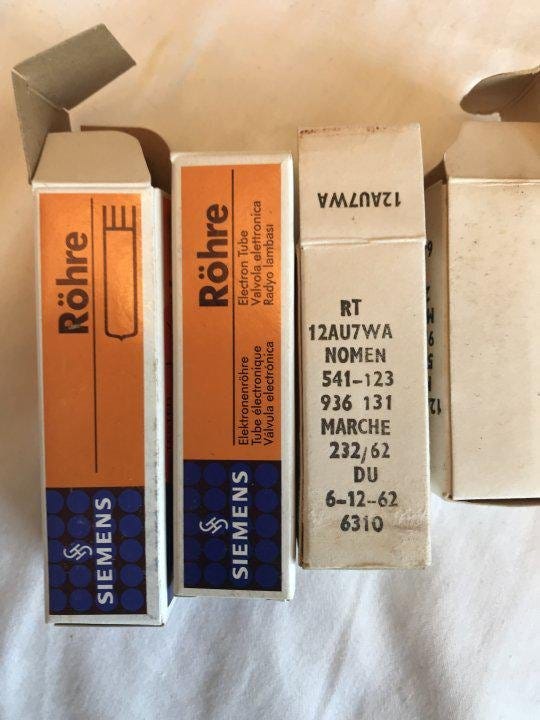 Röhre
SIEMENS
Röhre
Electron Tube
Valvola elettronica
Radyo lambası
Elektronenröhre
Tube électronique
Válvula electrónica
SIEMENS
12AU7WA
RT
12AU7WA
NOMEN
541-123
936 131
MARCHE
232/62
DU
6-12-62
6310